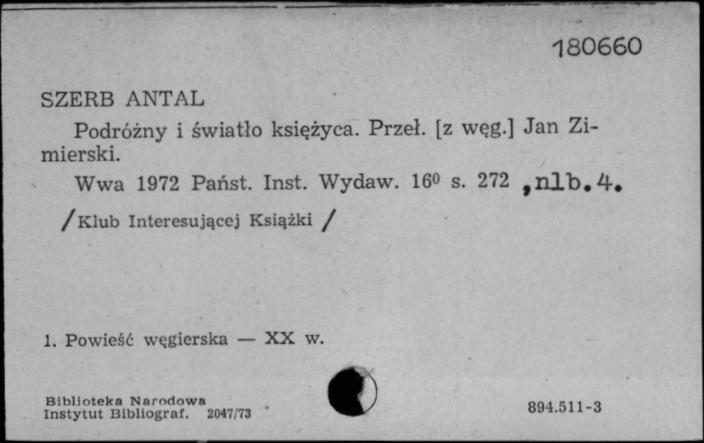 180660
SZERB ANTAL
Podróżny i światło księżyca. Przeł. [z węg.] Jan Zi-
mierski.
Wwa 1972 Państ. Inst. Wydaw. 16⁰ s. 272 ,nlb.4.
/Klub Interesującej Książki /
1. Powieść węgierska — XX w.
Biblioteka Narodowa
Instytut Bibliograf. 2047/73
894.511-3